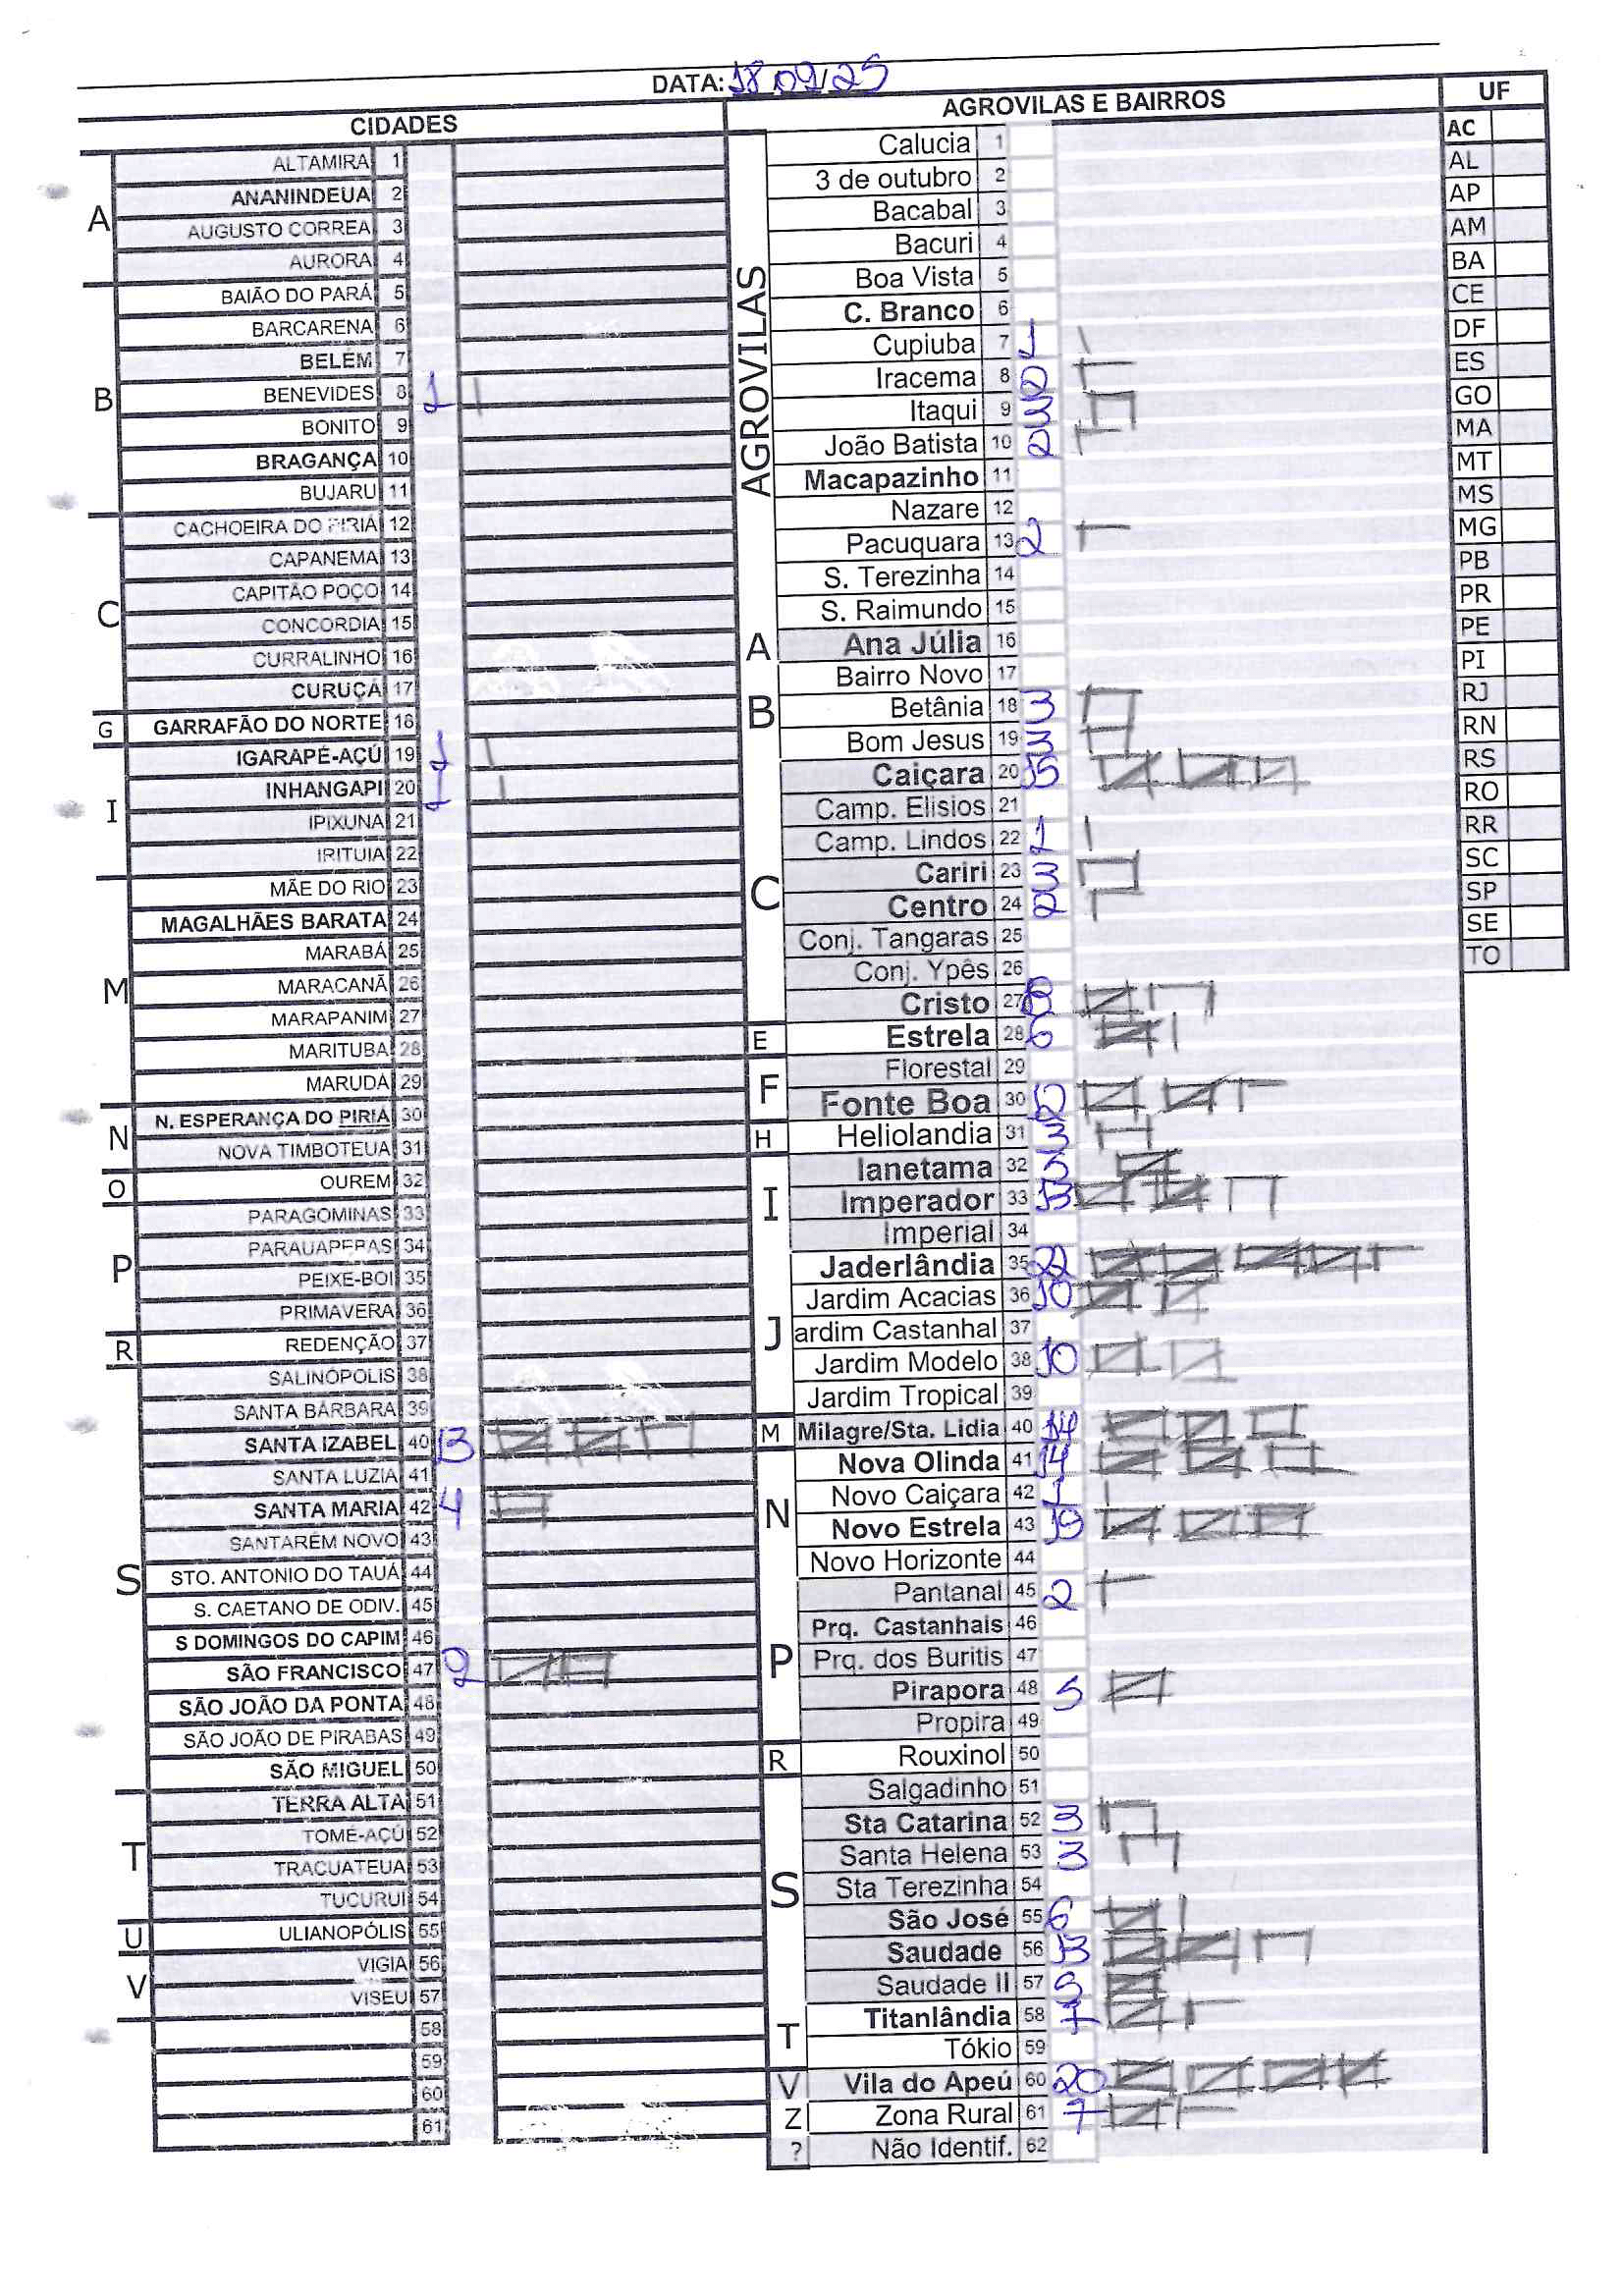 DATA: 18/09/25
CIDADES
A
ALTAMIRA 1
ANANINDEUA 2
AUGUSTO CORREA 3
AURORA 4
B
BAIÃO DO PARÁ 5
BARCARENA 6
BELÉM 7
BENEVIDES 8 1
BONITO 9
BRAGANÇA 10
BUJARU 11
C
CACHOEIRA DO PIRIÁ 12
CAPANEMA 13
CAPITÃO POÇO 14
CONCORDIA 15
CURRALINHO 16
CURUÇÁ 17
G
GARRAFÃO DO NORTE 18
I
IGARAPÉ-AÇÚ 19 1
INHANGAPI 20 1
IPIXUNA 21
IRITUIA 22
M
MÃE DO RIO 23
MAGALHÃES BARATA 24
MARABÁ 25
MARACANÃ 26
MARAPANIM 27
MARITUBA 28
MARUDÁ 29
N
N. ESPERANÇA DO PIRIÁ 30
NOVA TIMBOTEUA 31
O
OUREM 32
P
PARAGOMINAS 33
PARAUAPEBAS 34
PEIXE-BOI 35
PRIMAVERA 36
R
REDENÇÃO 37
S
SALINÓPOLIS 38
SANTA BÁRBARA 39
SANTA IZABEL 40 13
SANTA LUZIA 41
SANTA MARIA 42 4
SANTARÉM NOVO 43
STO. ANTONIO DO TAUÁ 44
S. CAETANO DE ODIV. 45
S DOMINGOS DO CAPIM 46
SÃO FRANCISCO 47 9
SÃO JOÃO DA PONTA 48
SÃO JOÃO DE PIRABAS 49
SÃO MIGUEL 50
T
TERRA ALTA 51
TOMÉ-AÇÚ 52
TRACUATEUA 53
TUCURUI 54
U
ULIANOPÓLIS 55
V
VIGIA 56
VISEU 57
58
59
60
61
AGROVILAS E BAIRROS
AGROVILAS
Calucia 1
3 de outubro 2
Bacabal 3
Bacuri 4
Boa Vista 5
C. Branco 6
Cupiuba 7 1
Iracema 8 2
Itaqui 9 3
João Batista 10 2
Macapazinho 11
Nazare 12
Pacuquara 13 2
S. Terezinha 14
S. Raimundo 15
A
Ana Júlia 16
B
Bairro Novo 17
Betânia 18 3
Bom Jesus 19 3
C
Caiçara 20 15
Camp. Elisios 21
Camp. Lindos 22 1
Cariri 23 3
Centro 24 2
Conj. Tangaras 25
Conj. Ypês 26
Cristo 27 8
E
Estrela 28 6
F
Florestal 29
Fonte Boa 30 12
H
Heliolandia 31 3
I
Ianetama 32 5
Imperador 33 13
Imperial 34
J
Jaderlândia 35 22
Jardim Acacias 36 10
ardim Castanhal 37
Jardim Modelo 38 10
Jardim Tropical 39
M
Milagre/Sta. Lidia 40 14
N
Nova Olinda 41 14
Novo Caiçara 42 1
Novo Estrela 43
Novo Horizonte 44
P
Pantanal 45 2
Prq. Castanhais 46
Prq. dos Buritis 47
Pirapora 48 5
Propira 49
R
Rouxinol 50
S
Salgadinho 51
Sta Catarina 52 3
Santa Helena 53 3
Sta Terezinha 54
São José 55 6
Saudade 56 13
Saudade II 57
T
Titanlândia 58 7
Tókio 59
V
Vila do Apeú 60 20
Z
Zona Rural 61 7
?
Não Identif. 62
UF
AC
AL
AP
AM
BA
CE
DF
ES
GO
MA
MT
MS
MG
PB
PR
PE
PI
RJ
RN
RS
RO
RR
SC
SP
SE
TO